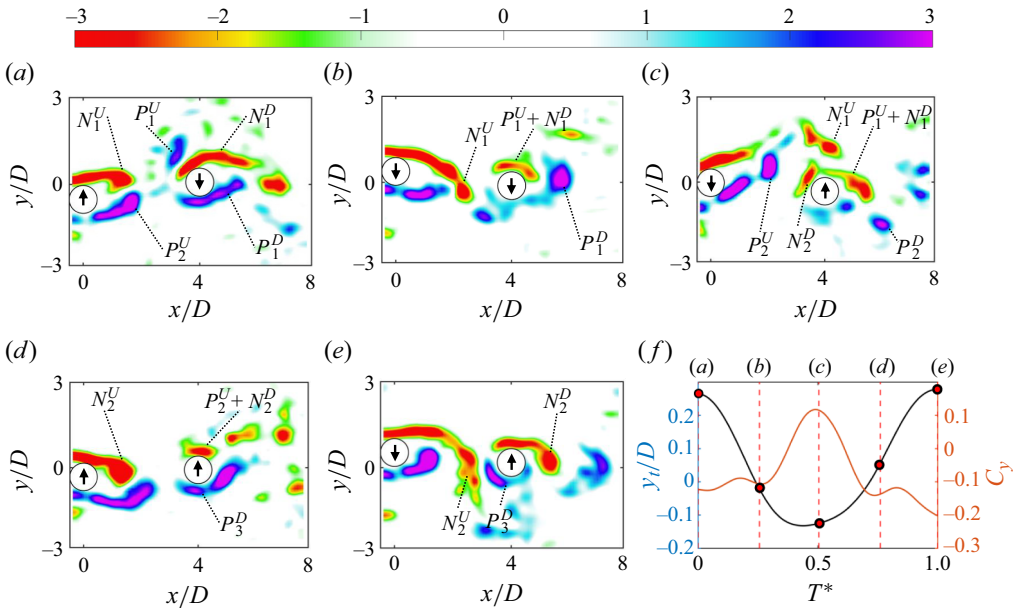 −3 −2 −1 0 1 2 3
(a) (b) (c)
3 y/D −3 0 4 8 x/D N₁ᵁ P₁ᵁ N₁ᴰ P₂ᵁ P₁ᴰ
3 y/D 0 −3 0 4 8 x/D N₁ᵁ P₁ᵁ + N₁ᴰ P₁ᴰ
3 y/D 0 −3 0 4 8 x/D N₁ᵁ P₁ᵁ + N₁ᴰ P₂ᵁ N₂ᴰ P₂ᴰ
(d) (e) (f)
3 y/D 0 −3 0 4 8 x/D N₂ᵁ P₂ᵁ + N₂ᴰ P₃ᴰ
3 y/D 0 −3 0 4 8 x/D N₂ᴰ N₂ᵁ P₃ᴰ
(a) (b) (c) (d) (e)
yₜ/D 0.2 0.1 0 −0.1 −0.2
0.1 0 −0.1 −0.2 −0.3 C_y
0 0.5 1.0
T*